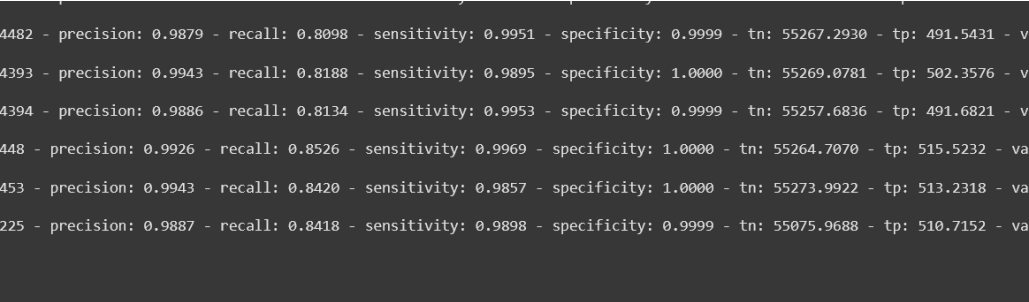 4482 - precision: 0.9879 - recall: 0.8098 - sensitivity: 0.9951 - specificity: 0.9999 - tn: 55267.2930 - tp: 491.5431 - v
4393 - precision: 0.9943 - recall: 0.8188 - sensitivity: 0.9895 - specificity: 1.0000 - tn: 55269.0781 - tp: 502.3576 - v
4394 - precision: 0.9886 - recall: 0.8134 - sensitivity: 0.9953 - specificity: 0.9999 - tn: 55257.6836 - tp: 491.6821 - v
448 - precision: 0.9926 - recall: 0.8526 - sensitivity: 0.9969 - specificity: 1.0000 - tn: 55264.7070 - tp: 515.5232 - va
453 - precision: 0.9943 - recall: 0.8420 - sensitivity: 0.9857 - specificity: 1.0000 - tn: 55273.9922 - tp: 513.2318 - va
225 - precision: 0.9887 - recall: 0.8418 - sensitivity: 0.9898 - specificity: 0.9999 - tn: 55075.9688 - tp: 510.7152 - va